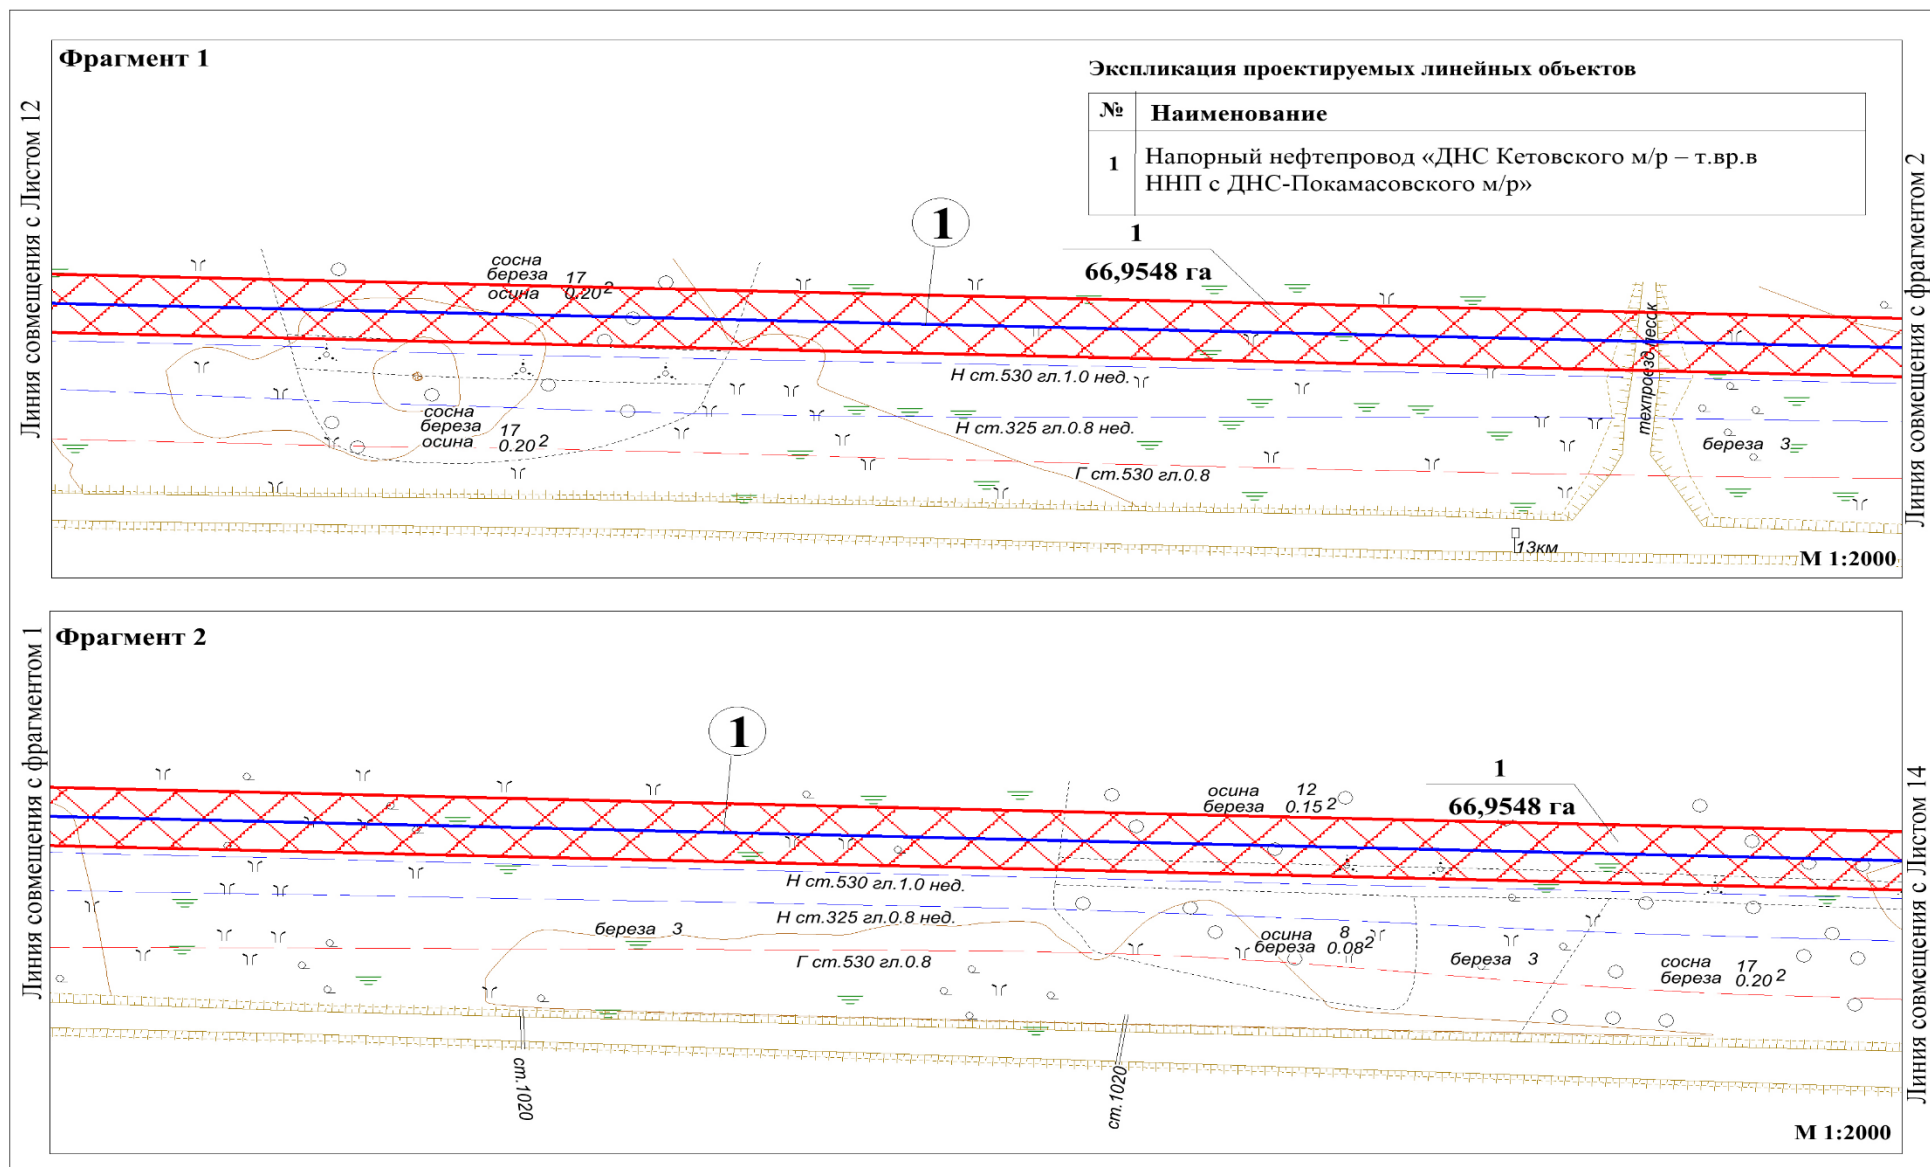 Фрагмент 1
Экспликация проектируемых линейных объектов
№ Наименование
1 Напорный нефтепровод «ДНС Кетовского м/р – т.вр.в
ННП с ДНС-Покамасовского м/р»
Линия совмещения с Листом 12
Линия совмещения с фрагментом 2
1
1
66,9548 га
сосна
береза 17
осина 0.20 2
Н ст.530 гл.1.0 нед.
техпроезд песок
сосна
береза 17
осина 0.20 2
Н ст.325 гл.0.8 нед.
береза 3
Г ст.530 гл.0.8
13км
М 1:2000
Фрагмент 2
Линия совмещения с фрагментом 1
Линия совмещения с Листом 14
1
1
66,9548 га
осина 12
береза 0.15 2
Н ст.530 гл.1.0 нед.
Н ст.325 гл.0.8 нед.
береза 3
осина 8
береза 0.08 2
Г ст.530 гл.0.8
береза 3
сосна 17
береза 0.20 2
ст.1020
ст.1020
М 1:2000